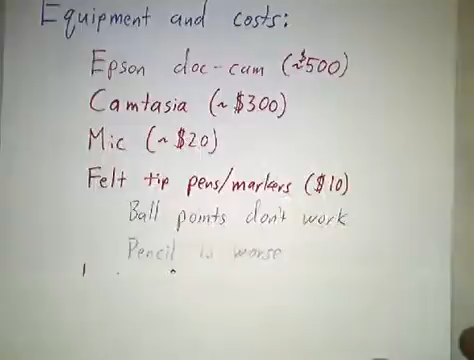 Equipment and costs:
Epson doc-cam (~$500)
Camtasia (~$300)
Mic (~$20)
Felt tip pens/markers ($10)
Ball points don't work
Pencil is worse